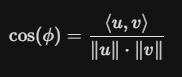 cos(ϕ) = ⟨u, v⟩ / ‖u‖ · ‖v‖